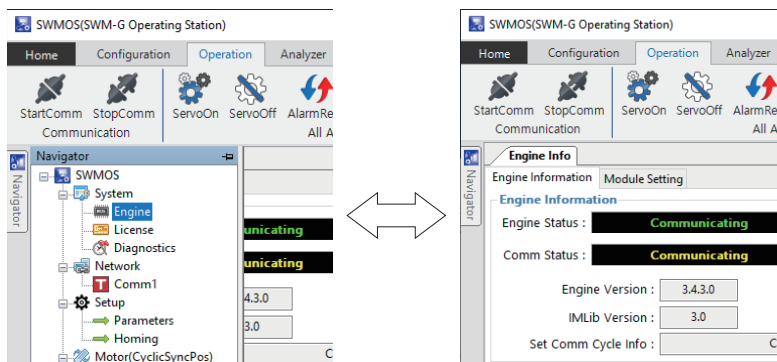 SWMOS(SWM-G Operating Station)
Home Configuration Operation Analyzer
StartComm StopComm ServoOn ServoOff AlarmRe
Communication All A
Navigator
Navigator
SWMOS
System
Engine
License
Diagnostics
Network
Comm1
Setup
Parameters
Homing
Motor(CyclicSyncPos)
unicating
unicating
4.3.0
3.0
C
SWMOS(SWM-G Operating Station)
Home Configuration Operation Analyzer
StartComm StopComm ServoOn ServoOff AlarmRe
Communication All A
Navigator
Engine Info
Engine Information Module Setting
Engine Information
Engine Status : Communicating
Comm Status : Communicating
Engine Version : 3.4.3.0
IMLib Version : 3.0
Set Comm Cycle Info : C